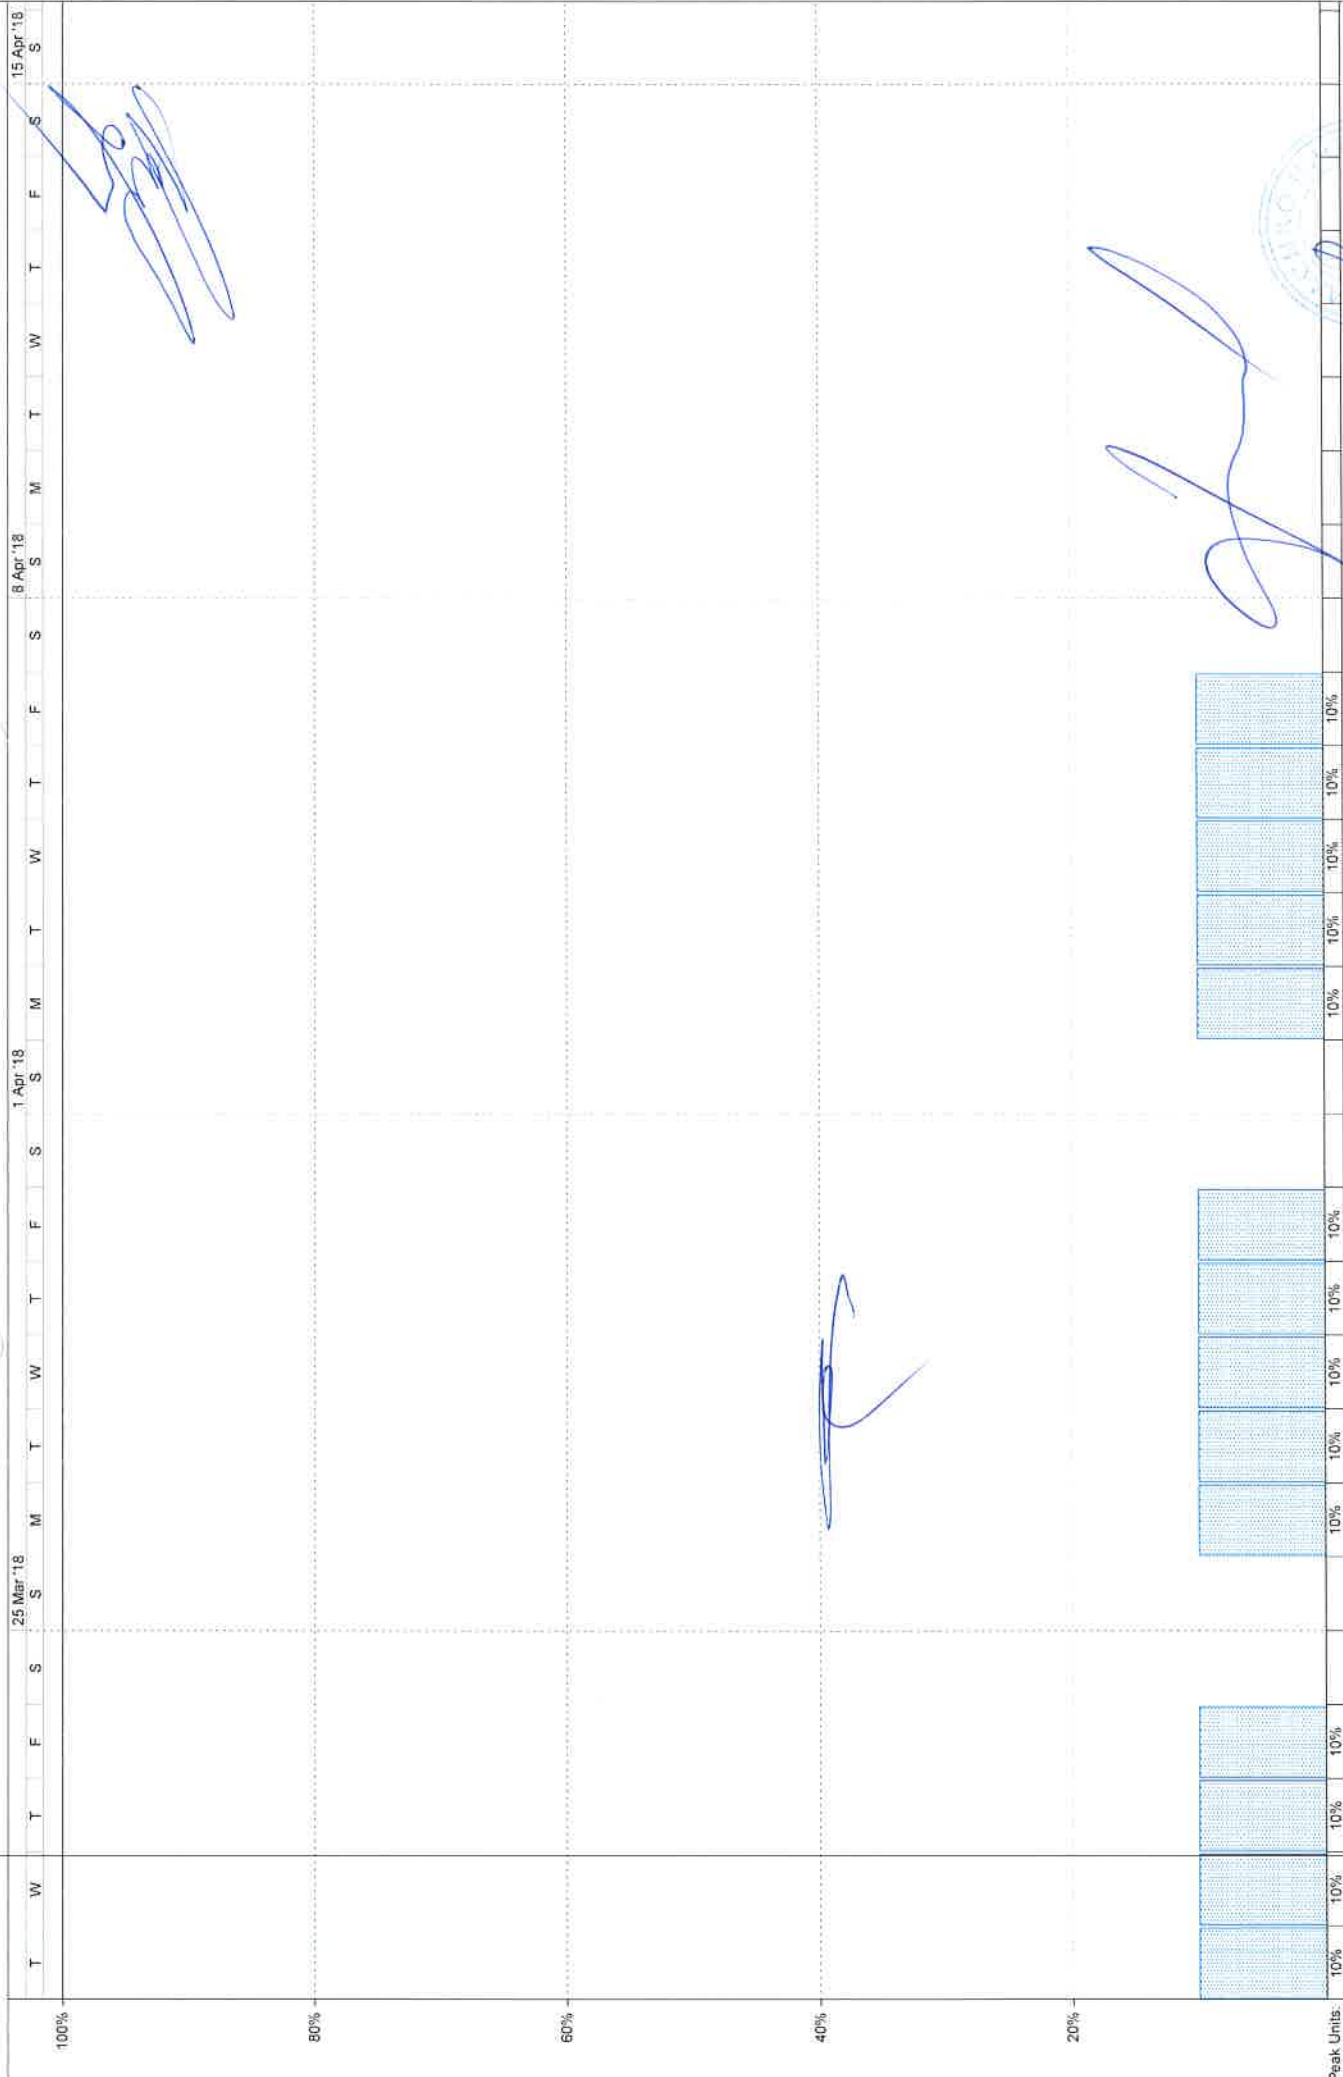 25 Mar '18 1 Apr '18 8 Apr '18 15 Apr '18
T W T F S S M T W T F S S M T W T F S S M T W T F S S
100%
80%
60%
40%
20%
Peak Units: 10% 10% 10% 10% 10% 10% 10% 10% 10% 10% 10% 10% 10% 10%